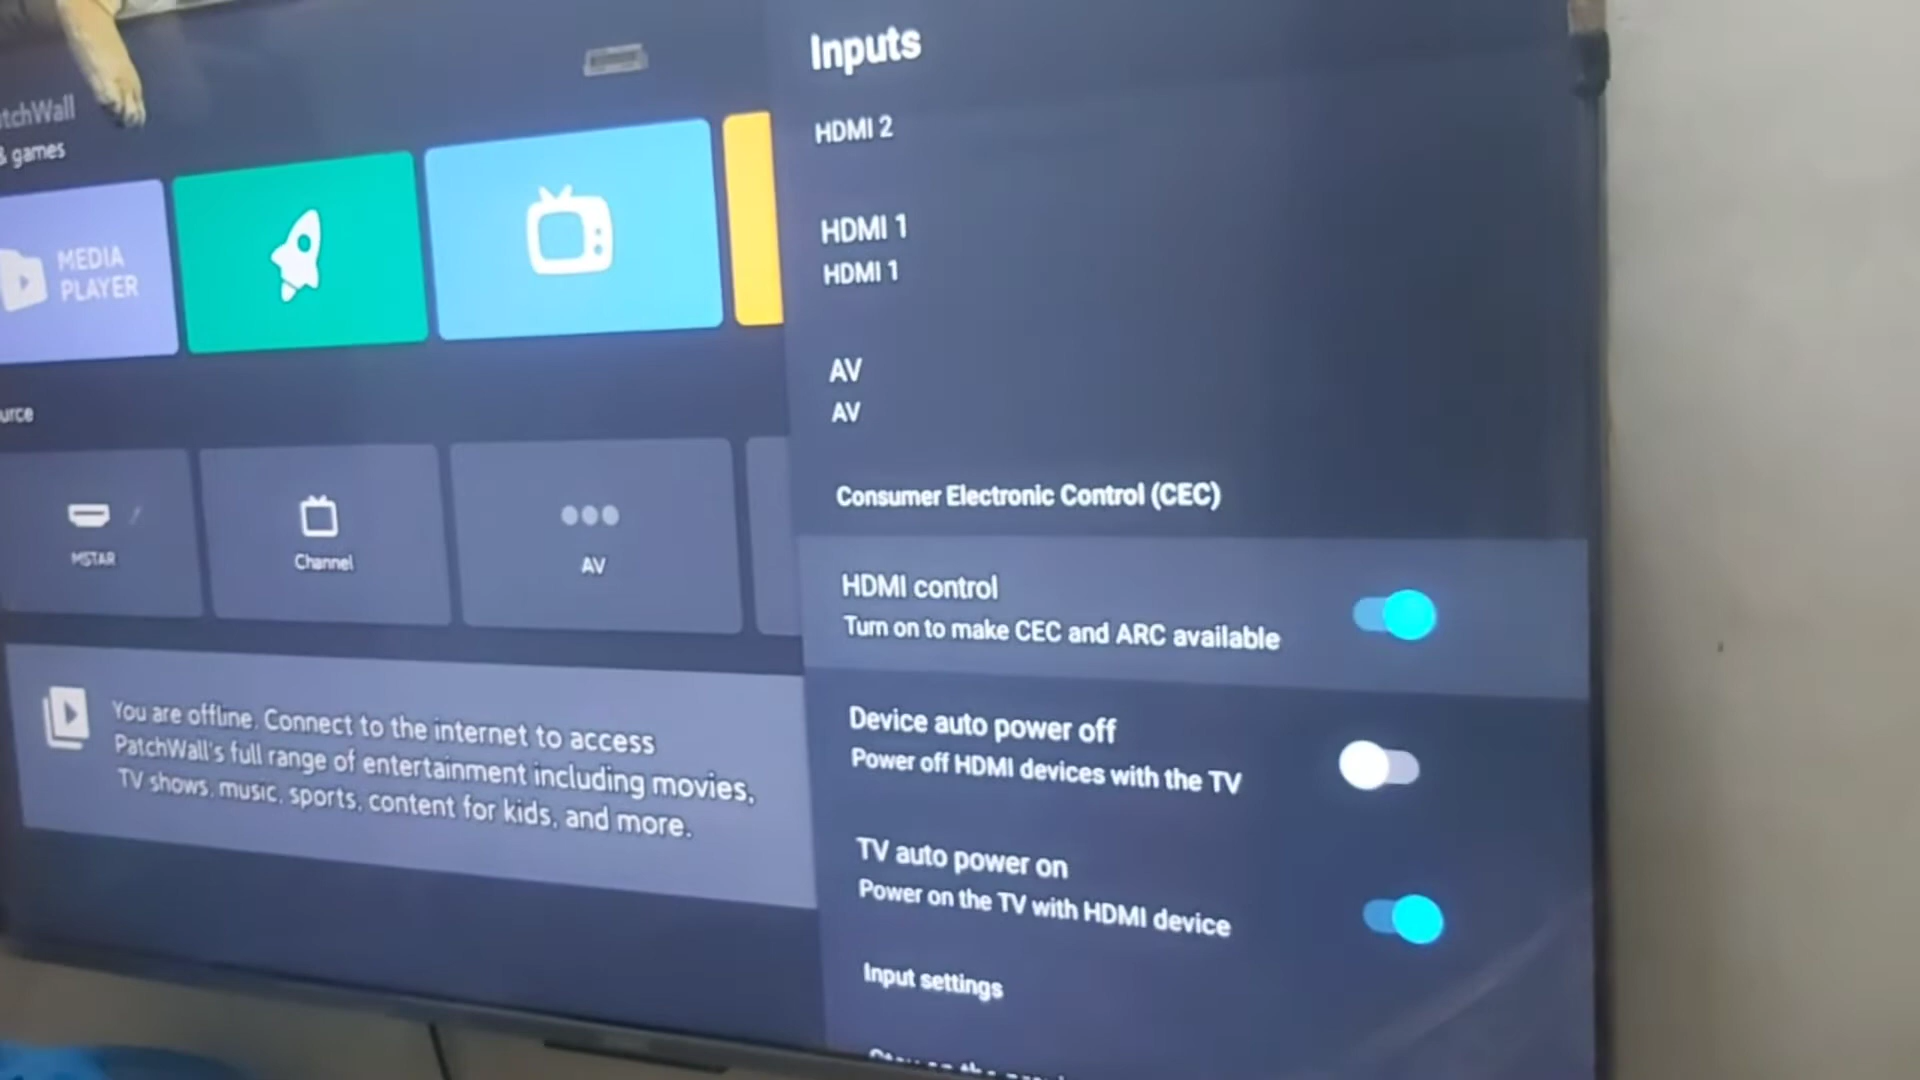 Inputs
HDMI 2
HDMI 1
HDMI 1
AV
AV
Consumer Electronic Control (CEC)
HDMI control
Turn on to make CEC and ARC available
Device auto power off
Power off HDMI devices with the TV
TV auto power on
Power on the TV with HDMI device
Input settings
tchWall
& games
MEDIA
PLAYER
urce
MSTAR
Channel
AV
You are offline. Connect to the internet to access
PatchWall's full range of entertainment including movies,
TV shows, music, sports, content for kids, and more.